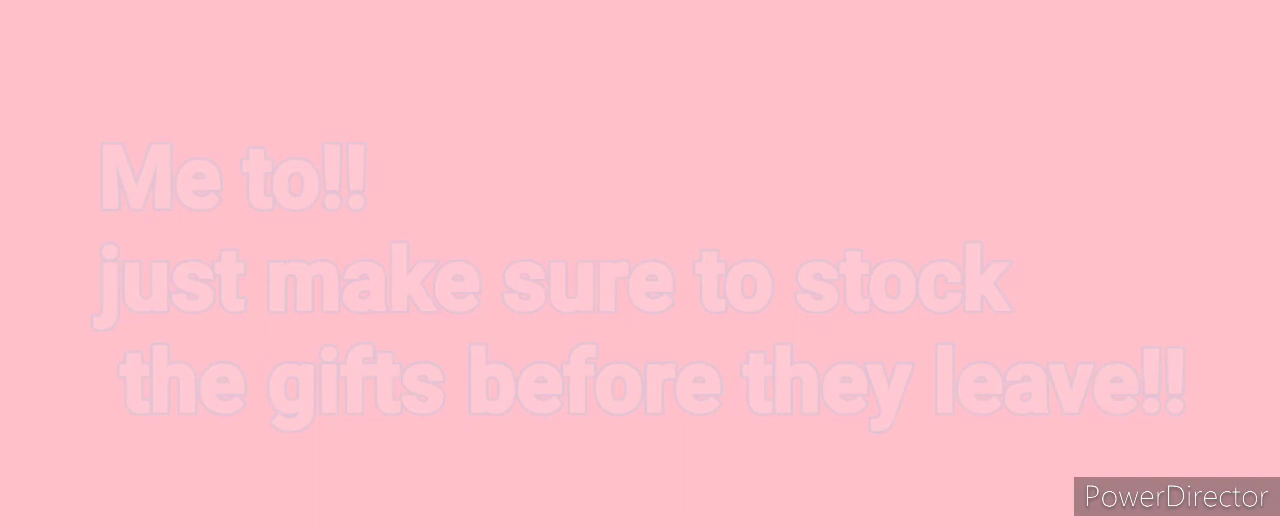 Me to!!
just make sure to stock
the gifts before they leave!!
PowerDirector